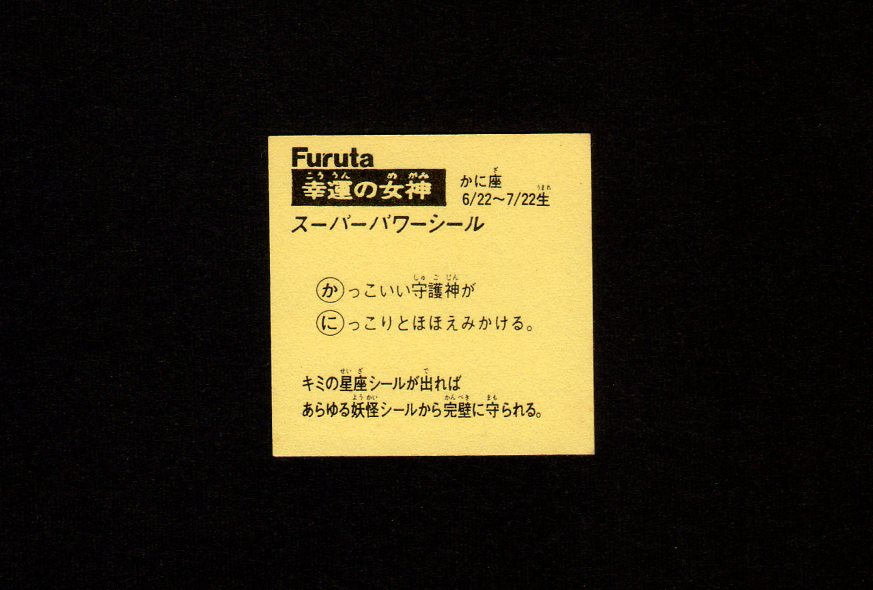 Furuta
幸運の女神
かに座
6/22〜7/22生
スーパーパワーシール
かっこいい守護神が
にっこりとほほえみかける。
キミの星座シールが出れば
あらゆる妖怪シールから完壁に守られる。